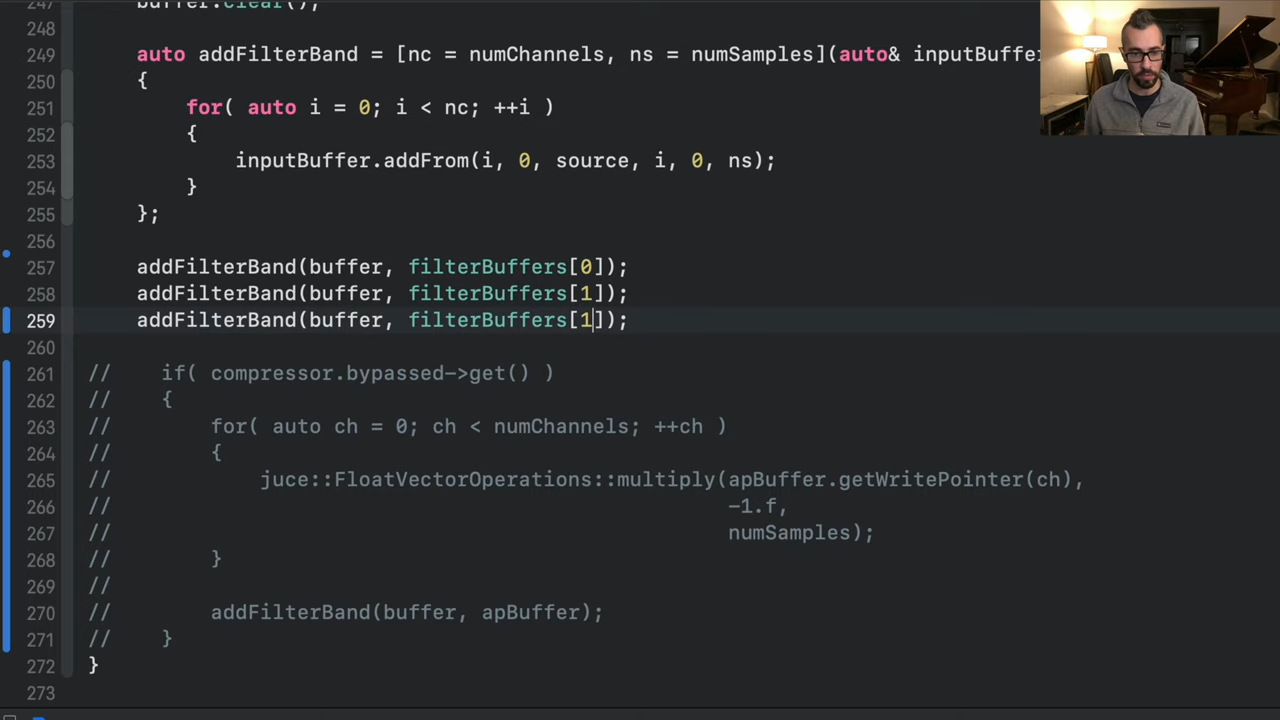 247 buffer.clear();
248
249 auto addFilterBand = [nc = numChannels, ns = numSamples](auto& inputBuffer
250 {
251 for( auto i = 0; i < nc; ++i )
252 {
253 inputBuffer.addFrom(i, 0, source, i, 0, ns);
254 }
255 };
256
257 addFilterBand(buffer, filterBuffers[0]);
258 addFilterBand(buffer, filterBuffers[1]);
259 addFilterBand(buffer, filterBuffers[1]);
260
261 // if( compressor.bypassed->get() )
262 // {
263 // for( auto ch = 0; ch < numChannels; ++ch )
264 // {
265 // juce::FloatVectorOperations::multiply(apBuffer.getWritePointer(ch),
266 // -1.f,
267 // numSamples);
268 // }
269 //
270 // addFilterBand(buffer, apBuffer);
271 // }
272 }
273